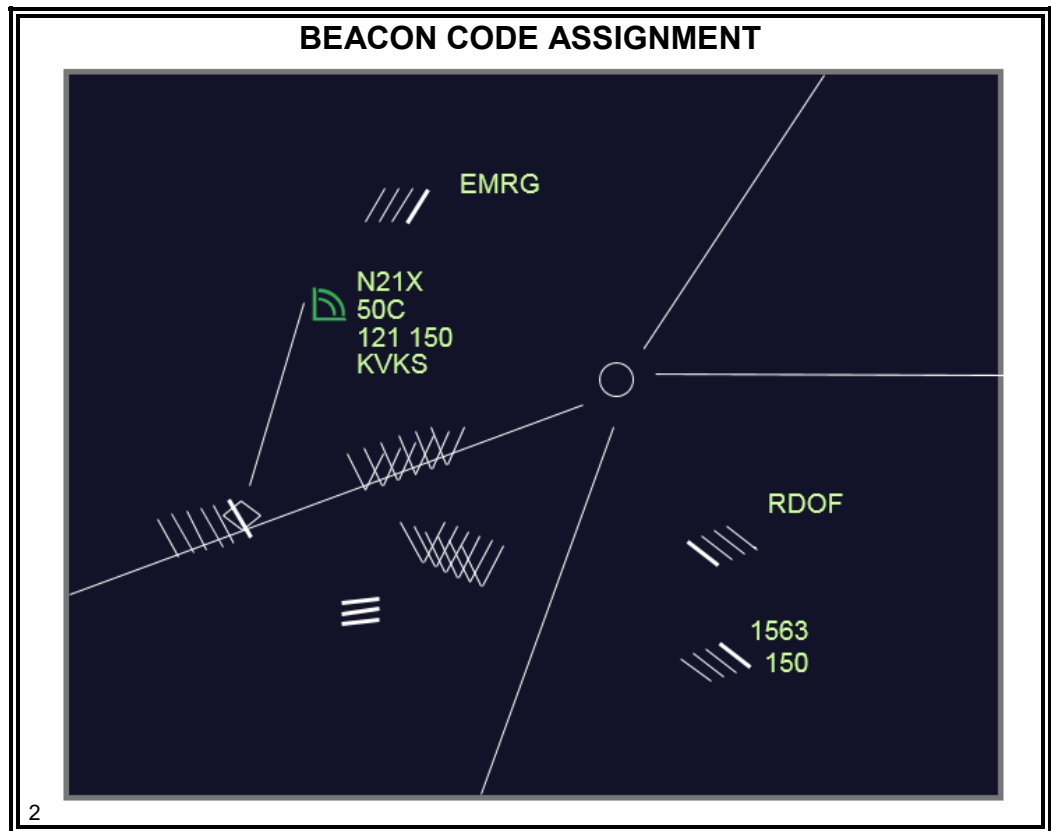 BEACON CODE ASSIGNMENT
EMRG
N21X
50C
121 150
KVKS
RDOF
1563
150
2